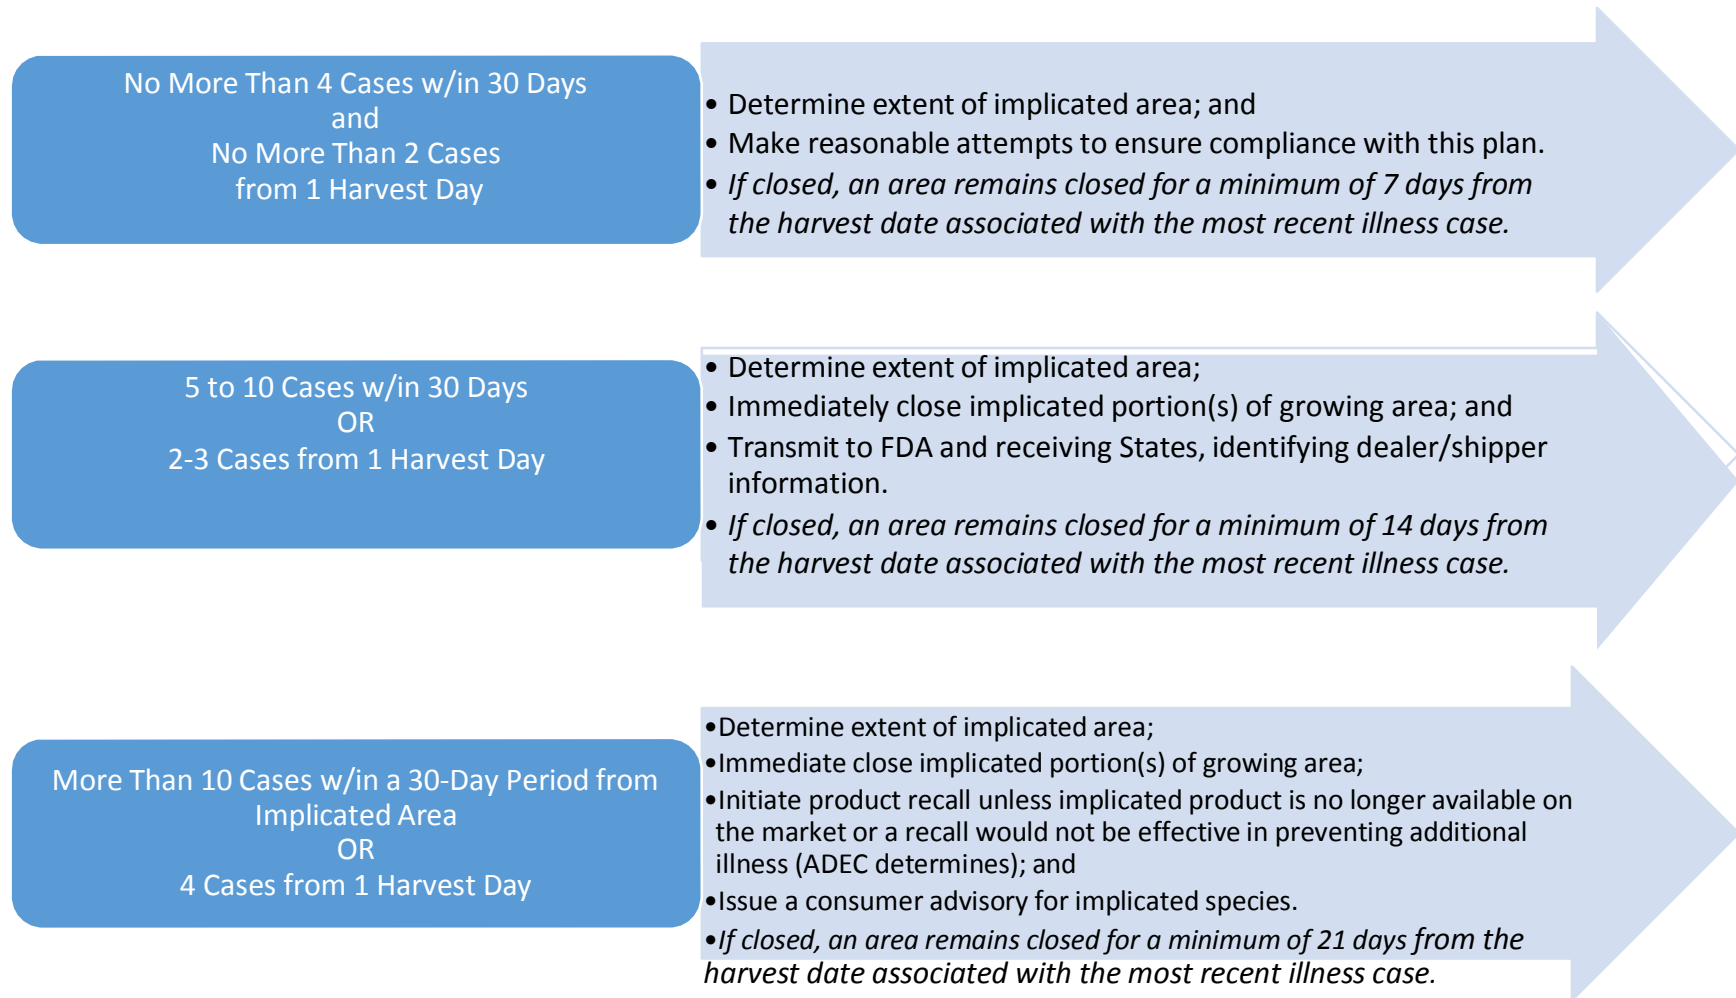 No More Than 4 Cases w/in 30 Days
and
No More Than 2 Cases
from 1 Harvest Day
• Determine extent of implicated area; and
• Make reasonable attempts to ensure compliance with this plan.
• If closed, an area remains closed for a minimum of 7 days from
the harvest date associated with the most recent illness case.
5 to 10 Cases w/in 30 Days
OR
2-3 Cases from 1 Harvest Day
• Determine extent of implicated area;
• Immediately close implicated portion(s) of growing area; and
• Transmit to FDA and receiving States, identifying dealer/shipper
information.
• If closed, an area remains closed for a minimum of 14 days from
the harvest date associated with the most recent illness case.
More Than 10 Cases w/in a 30-Day Period from
Implicated Area
OR
4 Cases from 1 Harvest Day
•Determine extent of implicated area;
•Immediate close implicated portion(s) of growing area;
•Initiate product recall unless implicated product is no longer available on
the market or a recall would not be effective in preventing additional
illness (ADEC determines); and
•Issue a consumer advisory for implicated species.
•If closed, an area remains closed for a minimum of 21 days from the
harvest date associated with the most recent illness case.